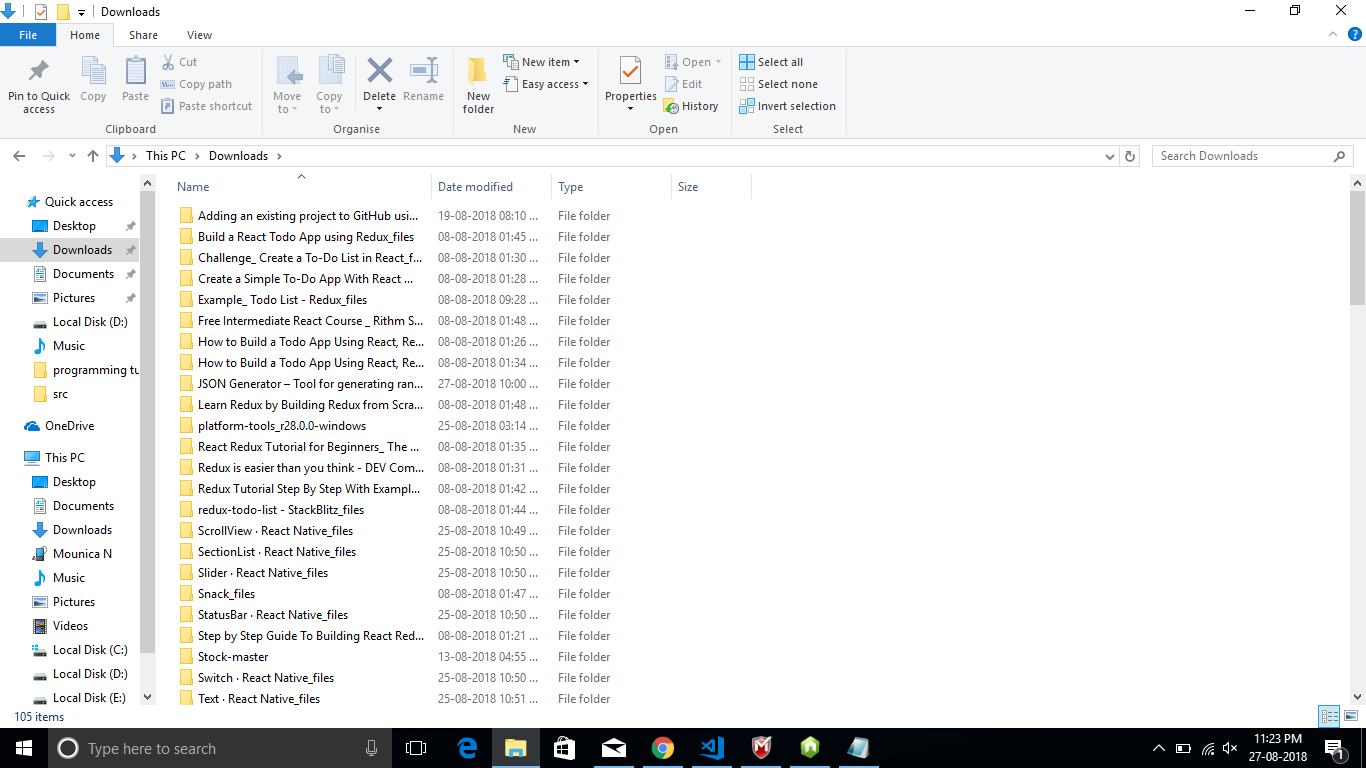 Downloads
File Home Share View
Pin to Quick access
Copy
Paste
Cut
Copy path
Paste shortcut
Clipboard
Move to
Copy to
Delete
Rename
Organise
New folder
New item
Easy access
New
Properties
Open
Edit
History
Open
Select all
Select none
Invert selection
Select
This PC Downloads
Search Downloads
Quick access
Desktop
Downloads
Documents
Pictures
Local Disk (D:)
Music
programming tu
src
OneDrive
This PC
Desktop
Documents
Downloads
Mounica N
Music
Pictures
Videos
Local Disk (C:)
Local Disk (D:)
Local Disk (E:)
Name Date modified Type Size
Adding an existing project to GitHub usi... 19-08-2018 08:10 ... File folder
Build a React Todo App using Redux_files 08-08-2018 01:45 ... File folder
Challenge_ Create a To-Do List in React_f... 08-08-2018 01:30 ... File folder
Create a Simple To-Do App With React ... 08-08-2018 01:28 ... File folder
Example_ Todo List - Redux_files 08-08-2018 09:28 ... File folder
Free Intermediate React Course _ Rithm S... 08-08-2018 01:48 ... File folder
How to Build a Todo App Using React, Re... 08-08-2018 01:26 ... File folder
How to Build a Todo App Using React, Re... 08-08-2018 01:34 ... File folder
JSON Generator – Tool for generating ran... 27-08-2018 10:00 ... File folder
Learn Redux by Building Redux from Scra... 08-08-2018 01:48 ... File folder
platform-tools_r28.0.0-windows 25-08-2018 03:14 ... File folder
React Redux Tutorial for Beginners_ The ... 08-08-2018 01:35 ... File folder
Redux is easier than you think - DEV Com... 08-08-2018 01:31 ... File folder
Redux Tutorial Step By Step With Exampl... 08-08-2018 01:42 ... File folder
redux-todo-list - StackBlitz_files 08-08-2018 01:44 ... File folder
ScrollView · React Native_files 25-08-2018 10:49 ... File folder
SectionList · React Native_files 25-08-2018 10:50 ... File folder
Slider · React Native_files 25-08-2018 10:50 ... File folder
Snack_files 08-08-2018 01:47 ... File folder
StatusBar · React Native_files 25-08-2018 10:50 ... File folder
Step by Step Guide To Building React Red... 08-08-2018 01:21 ... File folder
Stock-master 13-08-2018 04:55 ... File folder
Switch · React Native_files 25-08-2018 10:50 ... File folder
Text · React Native_files 25-08-2018 10:51 ... File folder
105 items
Type here to search
11:23 PM
27-08-2018
1